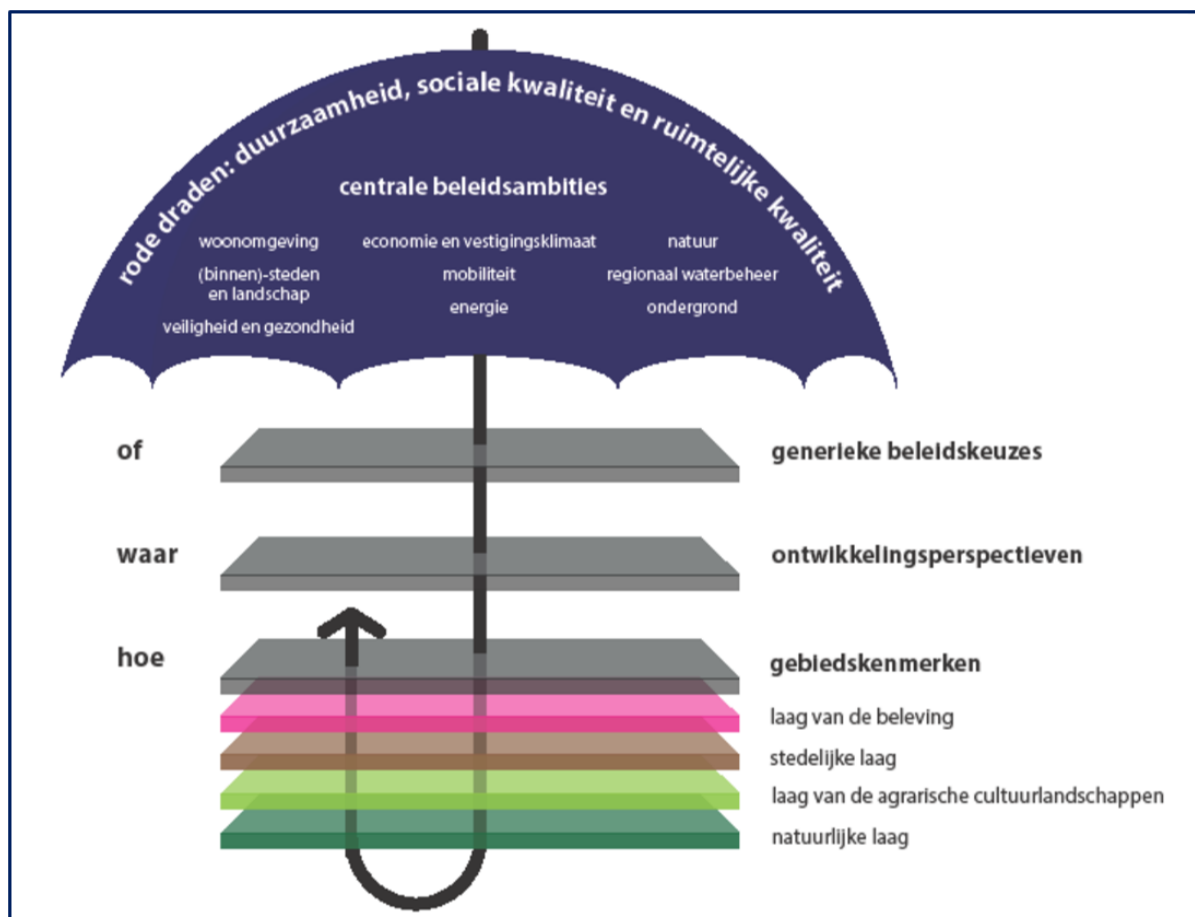 rode draden: duurzaamheid, sociale kwaliteit en ruimtelijke kwaliteit
centrale beleidsambities
woonomgeving
(binnen)-steden
en landschap
veiligheid en gezondheid
economie en vestigingsklimaat
mobiliteit
energie
natuur
regionaal waterbeheer
ondergrond
of
generieke beleidskeuzes
waar
ontwikkelingsperspectieven
hoe
gebiedskenmerken
laag van de beleving
stedelijke laag
laag van de agrarische cultuurlandschappen
natuurlijke laag